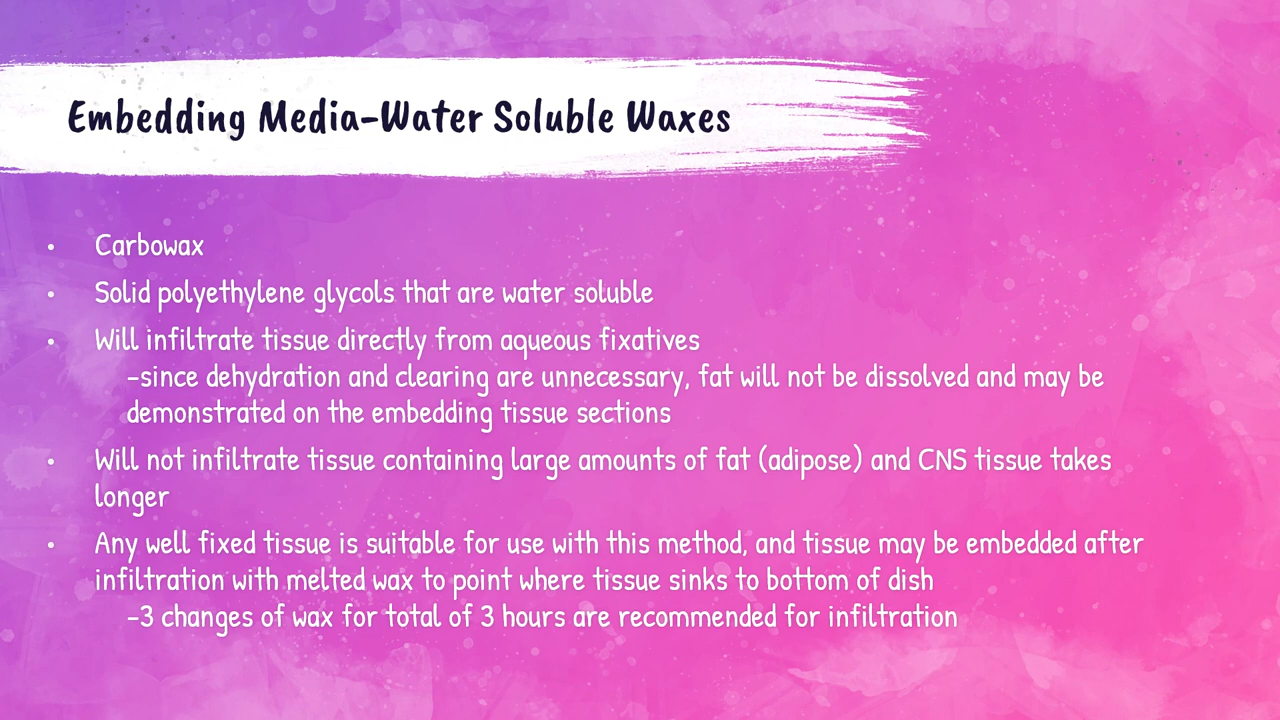 Embedding Media-Water Soluble Waxes
• Carbowax
• Solid polyethylene glycols that are water soluble
• Will infiltrate tissue directly from aqueous fixatives
-since dehydration and clearing are unnecessary, fat will not be dissolved and may be
demonstrated on the embedding tissue sections
• Will not infiltrate tissue containing large amounts of fat (adipose) and CNS tissue takes
longer
• Any well fixed tissue is suitable for use with this method, and tissue may be embedded after
infiltration with melted wax to point where tissue sinks to bottom of dish
-3 changes of wax for total of 3 hours are recommended for infiltration